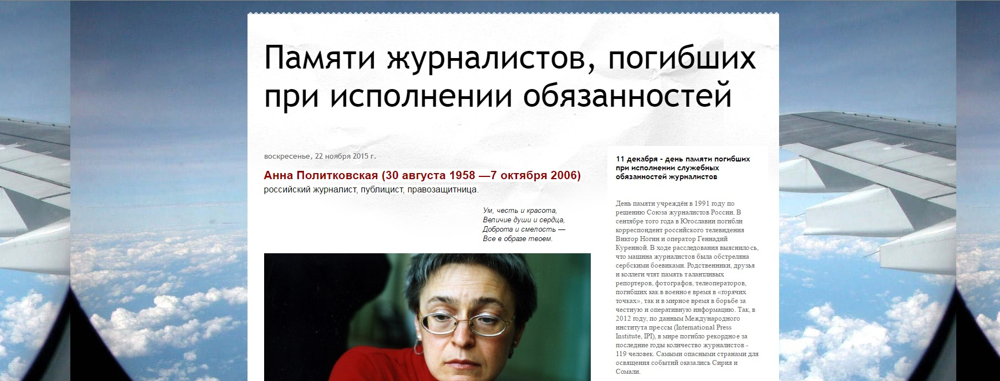 Памяти журналистов, погибших
при исполнении обязанностей
воскресенье, 22 ноября 2015 г.
Анна Политковская (30 августа 1958 —7 октября 2006)
российский журналист, публицист, правозащитница.
Ум, честь и красота,
Величие души и сердца,
Доброта и смелость —
Все в образе твоем.
11 декабря - день памяти погибших
при исполнении служебных
обязанностей журналистов
День памяти учреждён в 1991 году по
решению Союза журналистов России. В
сентябре того года в Югославии погибли
корреспондент российского телевидения
Виктор Ногин и оператор Геннадий
Куренной. В ходе расследования выяснилось,
что машина журналистов была обстреляна
сербскими боевиками. Родственники, друзья
и коллеги чтят память талантливых
репортеров, фотографов, телеоператоров,
погибших как в военное время в «горячих
точках», так и в мирное время в борьбе за
честную и оперативную информацию. Так, в
2012 году, по данным Международного
института прессы (International Press
Institute, IPI), в мире погибло рекордное за
последние годы количество журналистов -
119 человек. Самыми опасными странами для
освящения событий оказались Сирия и
Сомали.